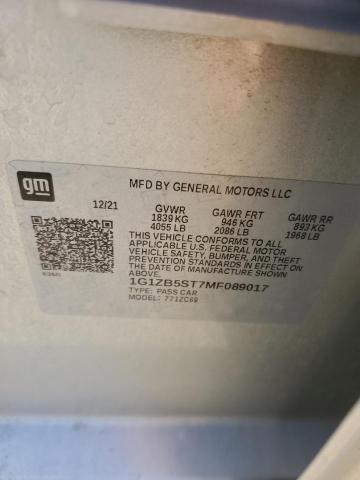 gm
MFD BY GENERAL MOTORS LLC
12/21
GVWR GAWR FRT GAWR RR
1839 KG 946 KG 893 KG
4055 LB 2086 LB 1968 LB
THIS VEHICLE CONFORMS TO ALL
APPLICABLE U.S. FEDERAL MOTOR
VEHICLE SAFETY, BUMPER, AND THEFT
PREVENTION STANDARDS IN EFFECT
ON THE DATE OF MANUFACTURE
SHOWN ABOVE.
1G1ZB5ST7MF089017
TYPE: PASS CAR
MODEL: 771ZC69